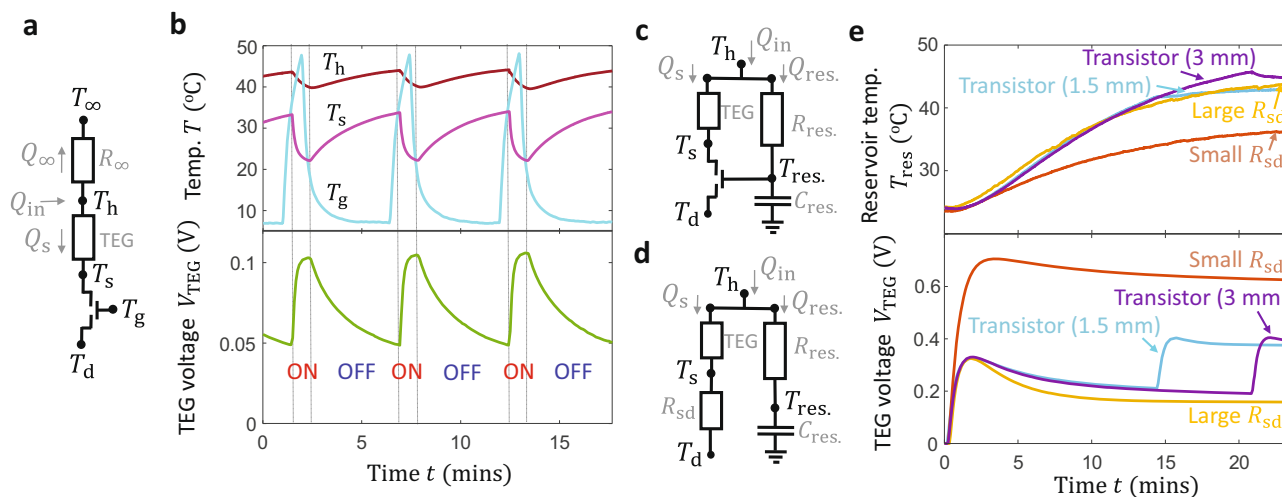 a
T∞
Q∞
R∞
Qin
Th
Qs
TEG
Ts
Tg
Td
b
Temp. T (°C)
50
40
30
20
10
Th
Ts
Tg
TEG voltage VTEG (V)
0.1
0.05
0
ON OFF ON OFF ON OFF
0 5 10 15
Time t (mins)
c
Qin
Th
Qs
Qres.
TEG
Rres.
Ts
Tres.
Td
Cres.
d
Qin
Th
Qs
Qres.
TEG
Rres.
Ts
Rsd
Tres.
Td
Cres.
e
Reservoir temp.
Tres (°C)
50
40
30
Transistor (3 mm)
Transistor (1.5 mm)
Large Rsd
Small Rsd
TEG voltage VTEG (V)
0.6
0.4
0.2
0
Small Rsd
Transistor (3 mm
Transistor (1.5 mm)
Large Rsd
0 5 10 15 20
Time t (mins)